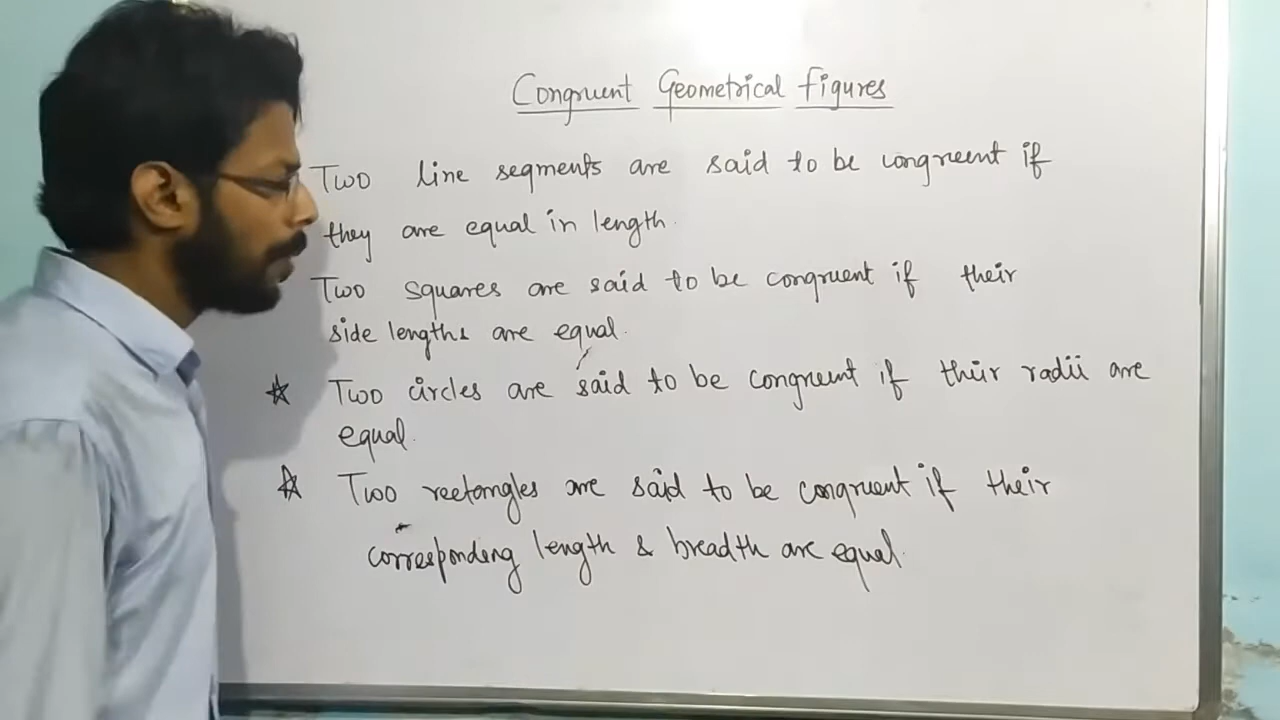 Congruent Geometrical figures
Two line segments are said to be congruent if
they are equal in length.
Two squares are said to be congruent if their
side lengths are equal.
☆ Two circles are said to be congruent if their radii are
equal.
☆ Two rectangles are said to be congruent if their
corresponding length & breadth are equal.